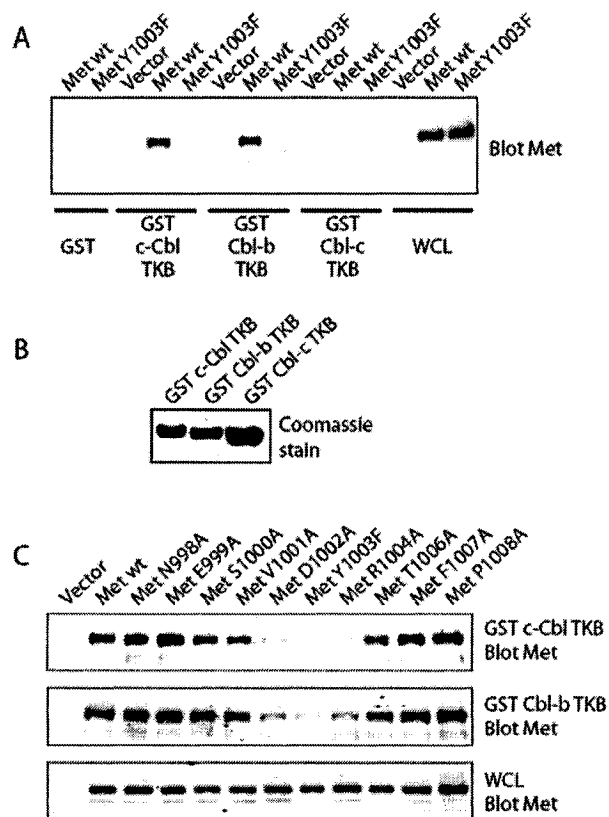 A
Met wt
Met Y1003F
Vector
Met wt
Met Y1003F
Vector
Met wt
Met Y1003F
Vector
Met wt
Met Y1003F
Vector
Met wt
Met Y1003F
Blot Met
GST
GST
c-Cbl
TKB
GST
Cbl-b
TKB
GST
Cbl-c
TKB
WCL
B
GST c-Cbl TKB
GST Cbl-b TKB
GST Cbl-c TKB
Coomassie
stain
C
Vector
Met wt
Met N998A
Met E999A
Met S1000A
Met V1001A
Met D1002A
Met Y1003F
Met R1004A
Met T1006A
Met F1007A
Met P1008A
GST c-Cbl TKB
Blot Met
GST Cbl-b TKB
Blot Met
WCL
Blot Met